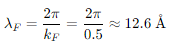 λ_F = 2π/k_F = 2π/0.5 ≈ 12.6 Å